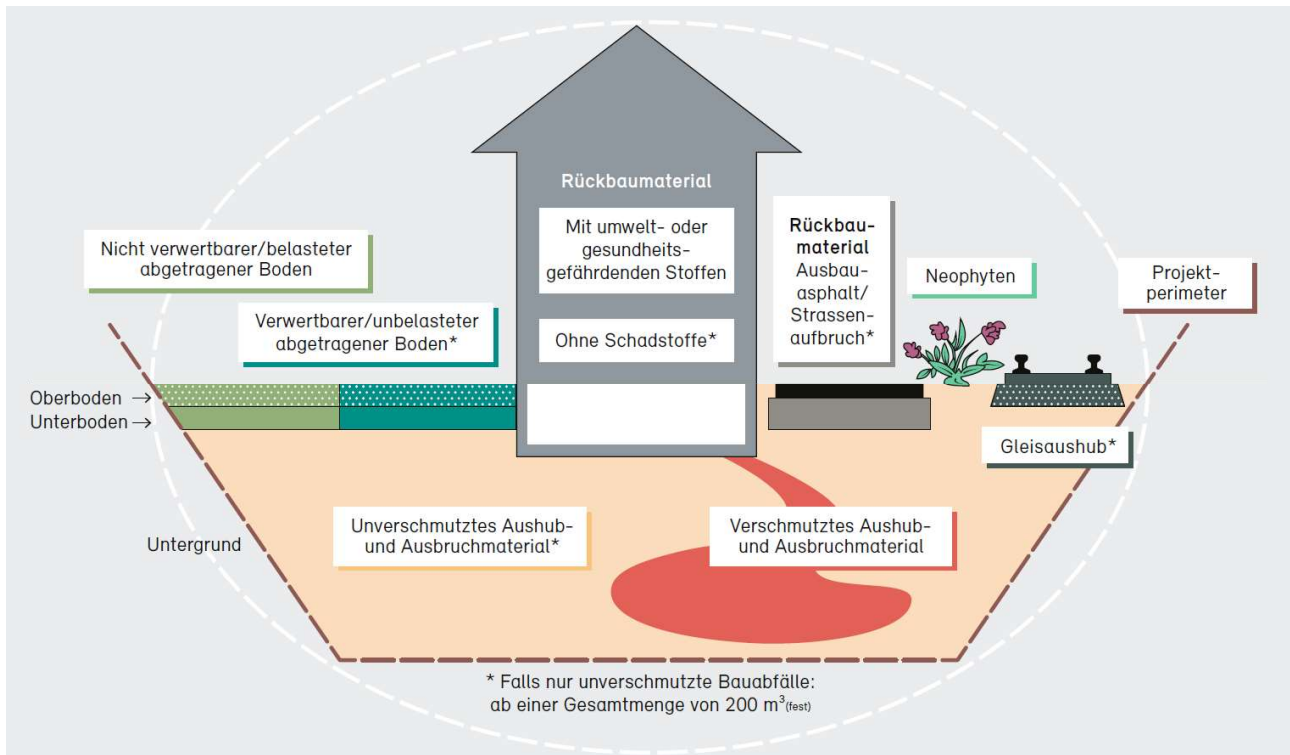 Rückbaumaterial
Mit umwelt- oder
gesundheits-
gefährdenden Stoffen
Ohne Schadstoffe*
Nicht verwertbarer/belasteter
abgetragener Boden
Verwertbarer/unbelasteter
abgetragener Boden*
Rückbau-
material
Ausbau-
asphalt/
Strassen-
aufbruch*
Neophyten
Projekt-
perimeter
Oberboden →
Unterboden →
Gleisaushub*
Untergrund
Unverschmutztes Aushub-
und Ausbruchmaterial*
Verschmutztes Aushub-
und Ausbruchmaterial
* Falls nur unverschmutzte Bauabfälle:
ab einer Gesamtmenge von 200 m³(fest)